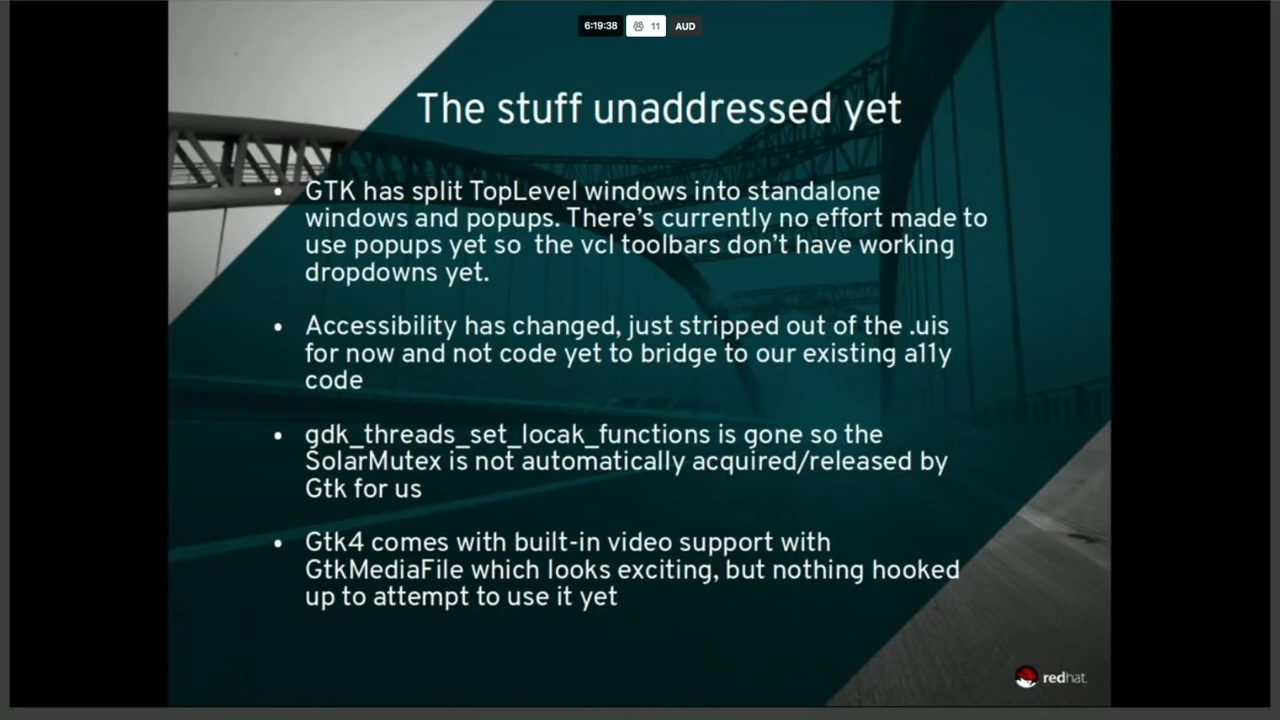 6:19:38 11 AUD
The stuff unaddressed yet
• GTK has split TopLevel windows into standalone
windows and popups. There's currently no effort made to
use popups yet so the vcl toolbars don't have working
dropdowns yet.
• Accessibility has changed, just stripped out of the .uis
for now and not code yet to bridge to our existing a11y
code
• gdk_threads_set_locak_functions is gone so the
SolarMutex is not automatically acquired/released by
Gtk for us
• Gtk4 comes with built-in video support with
GtkMediaFile which looks exciting, but nothing hooked
up to attempt to use it yet
redhat.